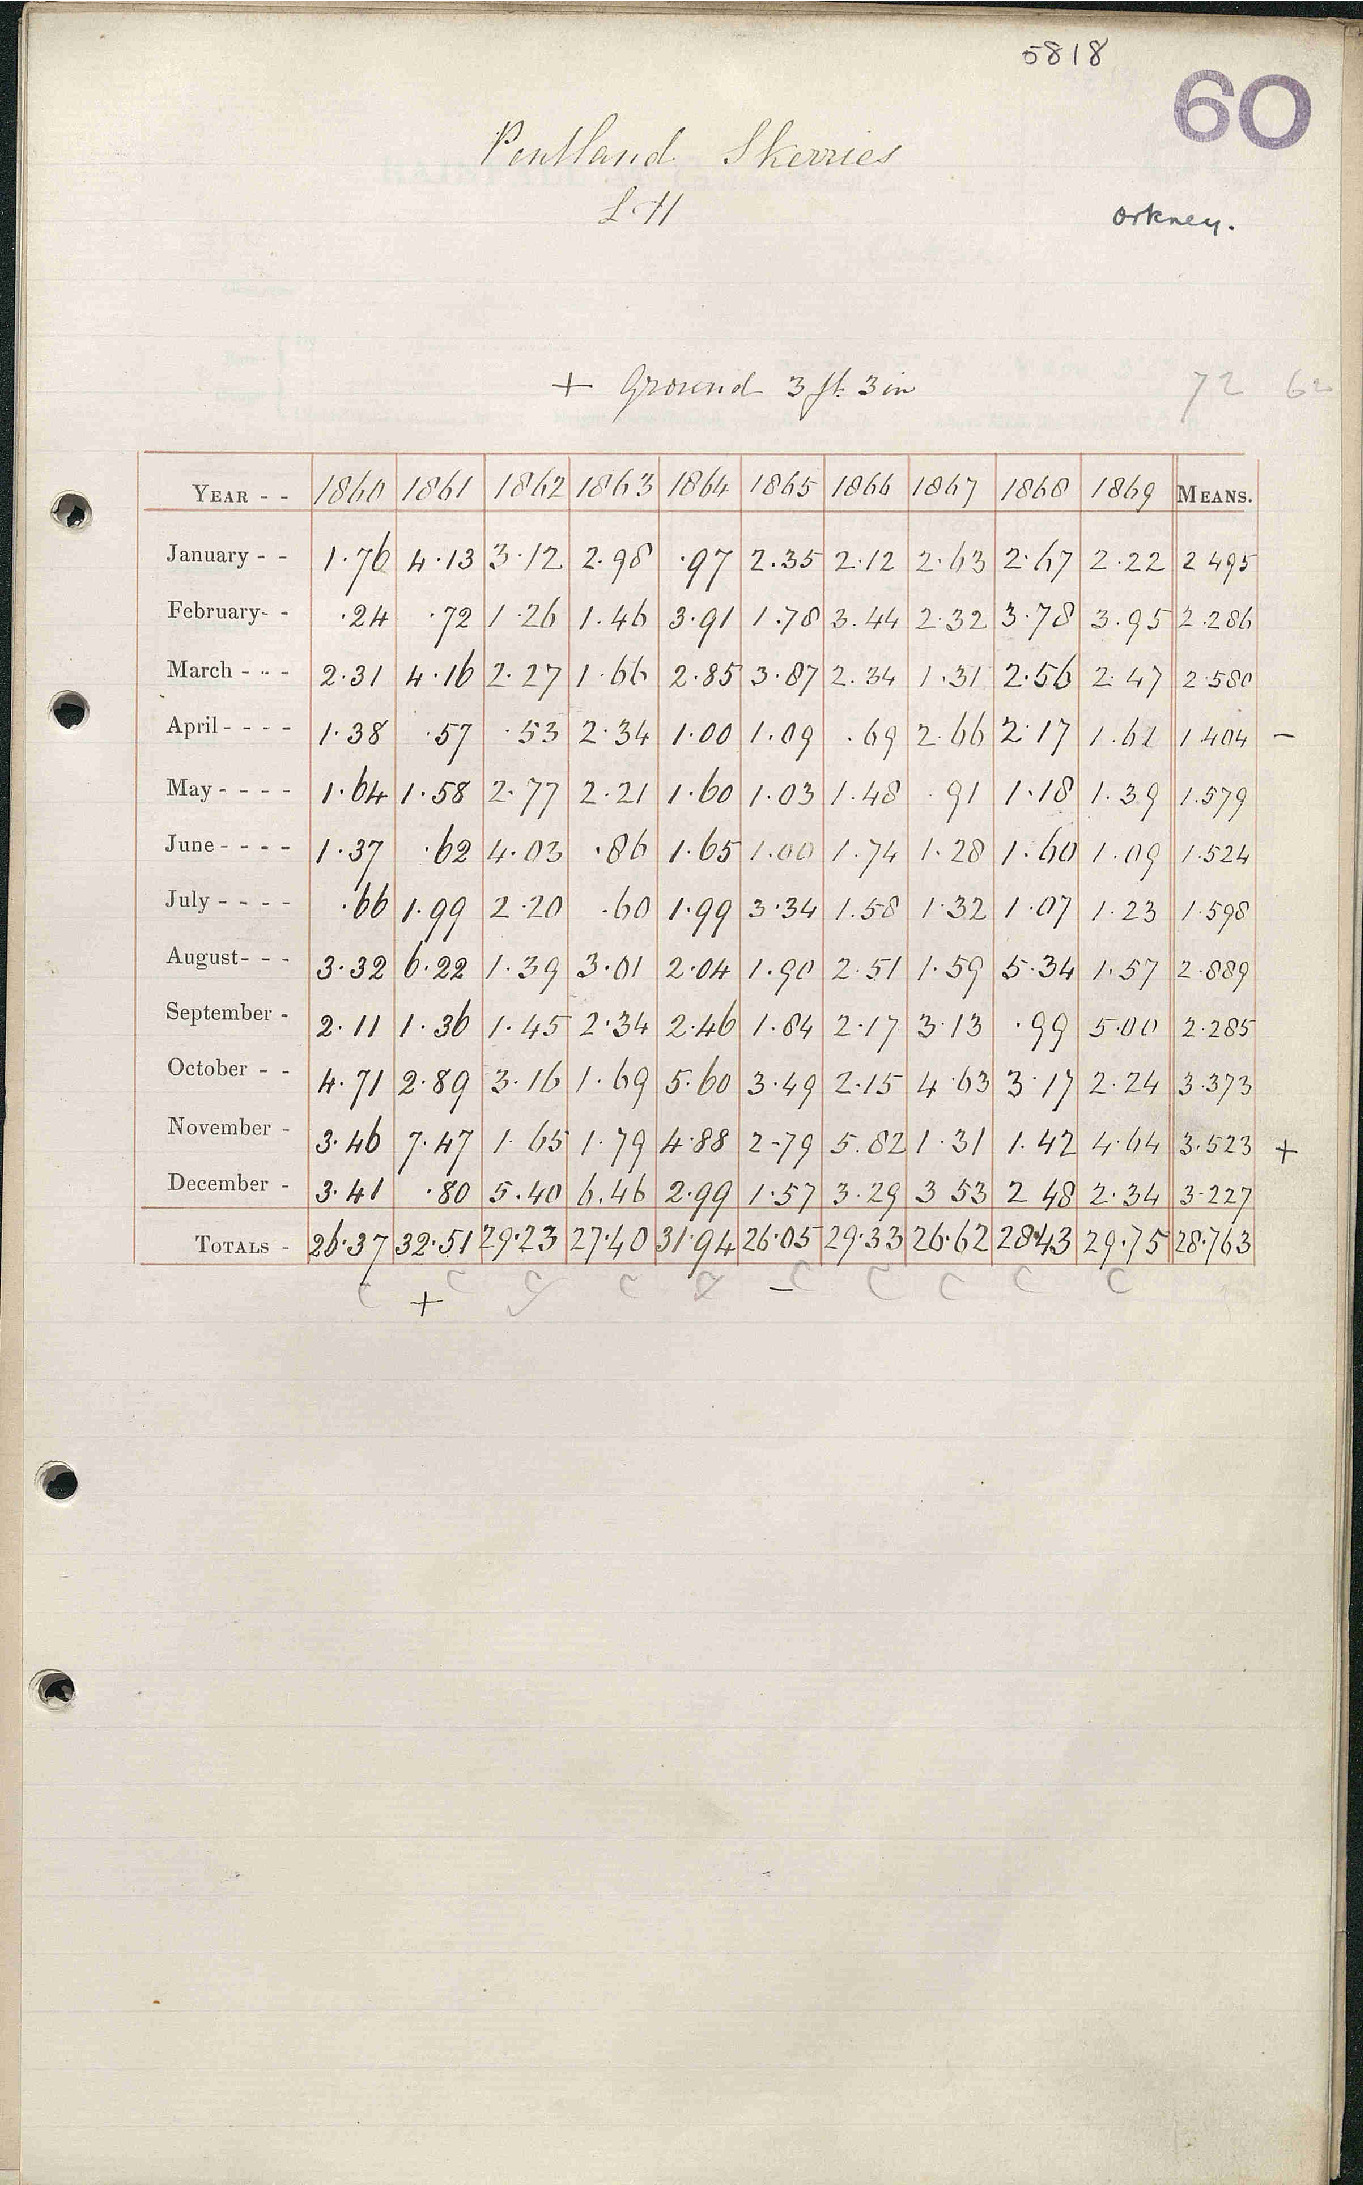 5818
60
Pentland Skerries
L.H
Orkney.
+ Ground 3 ft. 3 in
72 62
YEAR - - 1860 1861 1862 1863 1864 1865 1866 1867 1868 1869 MEANS.
January - - 1.76 4.13 3.12 2.98 .97 2.35 2.12 2.63 2.67 2.22 2 495
February- - .24 .72 1.26 1.46 3.91 1.78 3.44 2.32 3.78 3.95 2.286
March - - - 2.31 4.16 2.27 1.66 2.85 3.87 2.34 1.31 2.56 2.47 2.580
April- - - - 1.38 .57 .53 2.34 1.00 1.09 .69 2.66 2.17 1.61 1 404 -
May - - - - 1.64 1.58 2.77 2.21 1.60 1.03 1.48 .91 1.18 1.39 1.579
June - - - - 1.37 .62 4.03 .86 1.65 1.00 1.74 1.28 1.60 1.09 1.524
July - - - - .66 1.99 2.20 .60 1.99 3.34 1.58 1.32 1.07 1.23 1.598
August- - - 3.32 6.22 1.39 3.01 2.04 1.90 2.51 1.59 5.34 1.57 2.889
September - 2.11 1.36 1.45 2.34 2.46 1.84 2.17 3.13 .99 5.00 2.285
October - - 4.71 2.89 3.16 1.69 5.60 3.49 2.15 4.63 3.17 2.24 3.373
November - 3.46 7.47 1.65 1.79 4.88 2-79 5.82 1.31 1.42 4.64 3.523 +
December - 3.41 .80 5.40 6.46 2.99 1.57 3.29 3 53 2 48 2.34 3.227
TOTALS - 26.37 32.51 29.23 27.40 31.94 26.05 29.33 26.62 28.43 29.75 28.763
c c c c c c c c
+ -